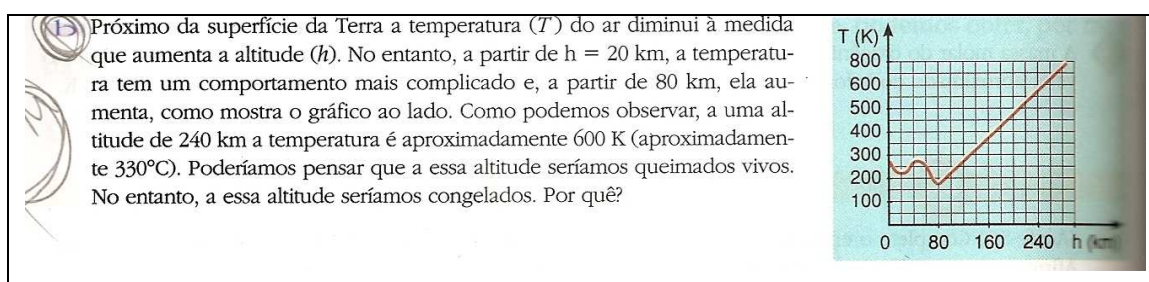 Próximo da superfície da Terra a temperatura (T) do ar diminui à medida
que aumenta a altitude (h). No entanto, a partir de h = 20 km, a temperatu-
ra tem um comportamento mais complicado e, a partir de 80 km, ela au-
menta, como mostra o gráfico ao lado. Como podemos observar, a uma al-
titude de 240 km a temperatura é aproximadamente 600 K (aproximadamen-
te 330°C). Poderíamos pensar que a essa altitude seríamos queimados vivos.
No entanto, a essa altitude seríamos congelados. Por quê?
T (K)
800
600
500
400
300
200
100
0 80 160 240 h (km)